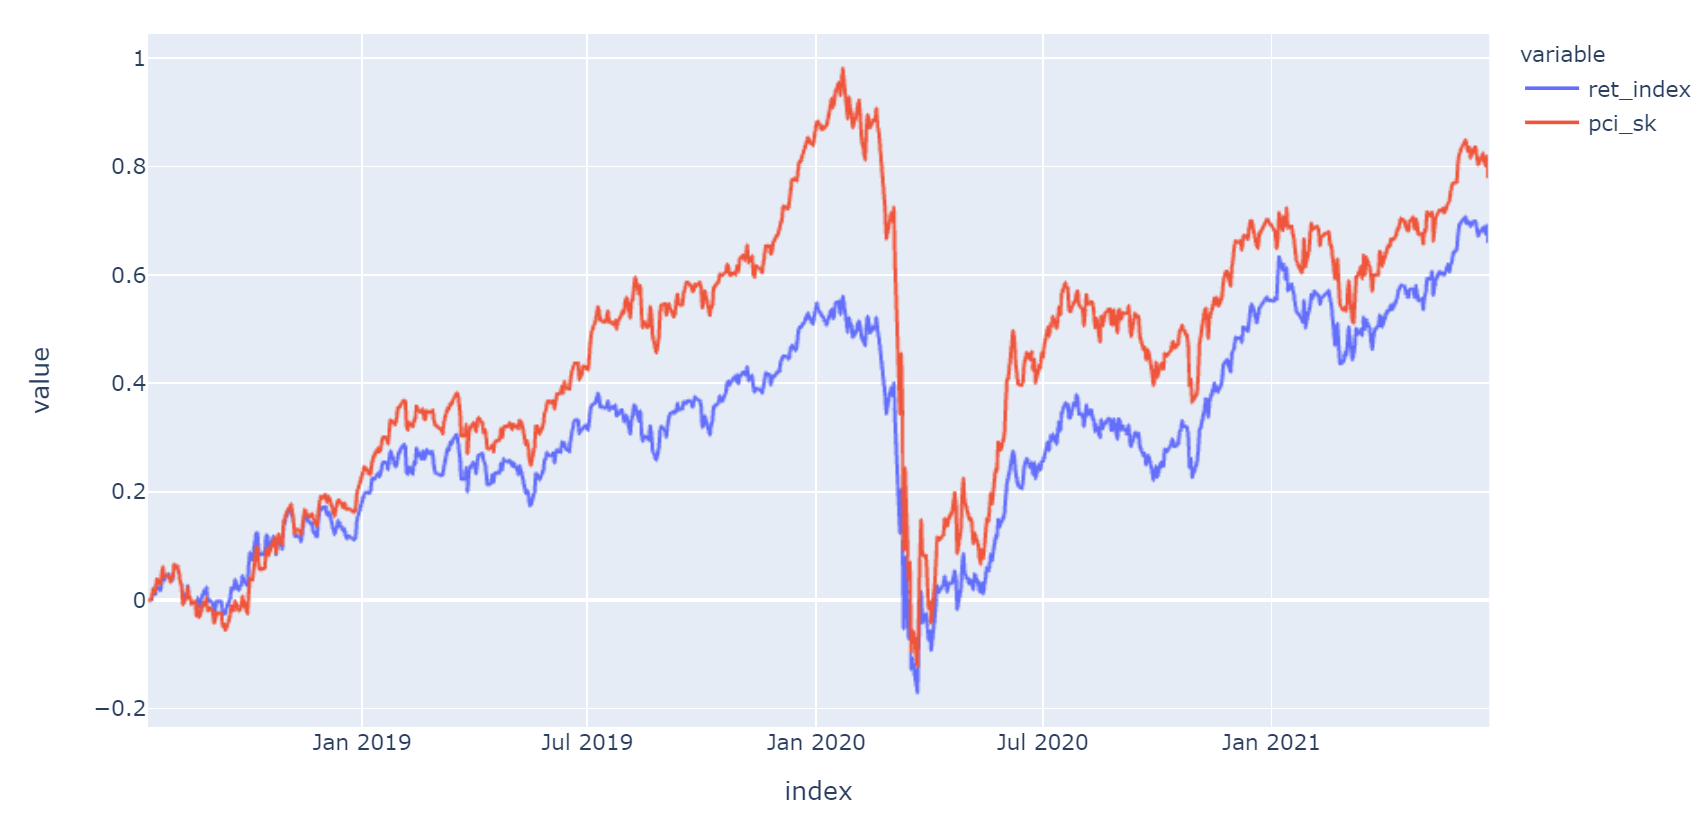 variable
ret_index
pci_sk
1
0.8
0.6
0.4
0.2
0
−0.2
value
Jan 2019
Jul 2019
Jan 2020
Jul 2020
Jan 2021
index